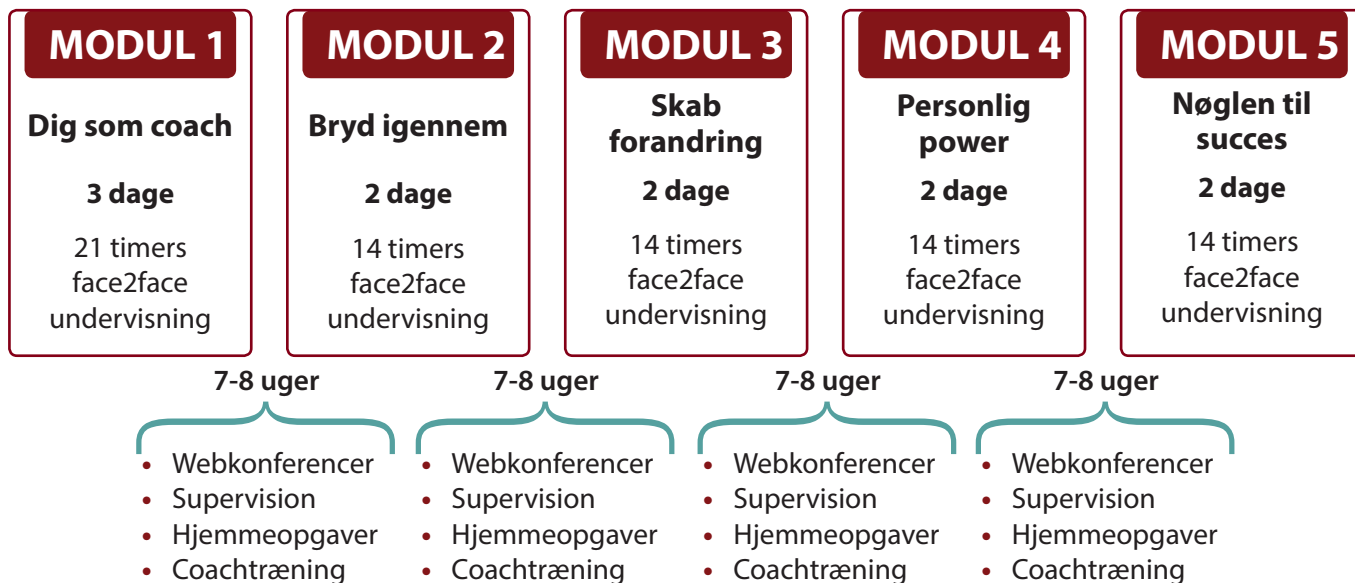 MODUL 1
Dig som coach
3 dage
21 timers
face2face
undervisning
MODUL 2
Bryd igennem
2 dage
14 timers
face2face
undervisning
MODUL 3
Skab
forandring
2 dage
14 timers
face2face
undervisning
MODUL 4
Personlig
power
2 dage
14 timers
face2face
undervisning
MODUL 5
Nøglen til
succes
2 dage
14 timers
face2face
undervisning
7-8 uger
• Webkonferencer
• Supervision
• Hjemmeopgaver
• Coachtræning
7-8 uger
• Webkonferencer
• Supervision
• Hjemmeopgaver
• Coachtræning
7-8 uger
• Webkonferencer
• Supervision
• Hjemmeopgaver
• Coachtræning
7-8 uger
• Webkonferencer
• Supervision
• Hjemmeopgaver
• Coachtræning